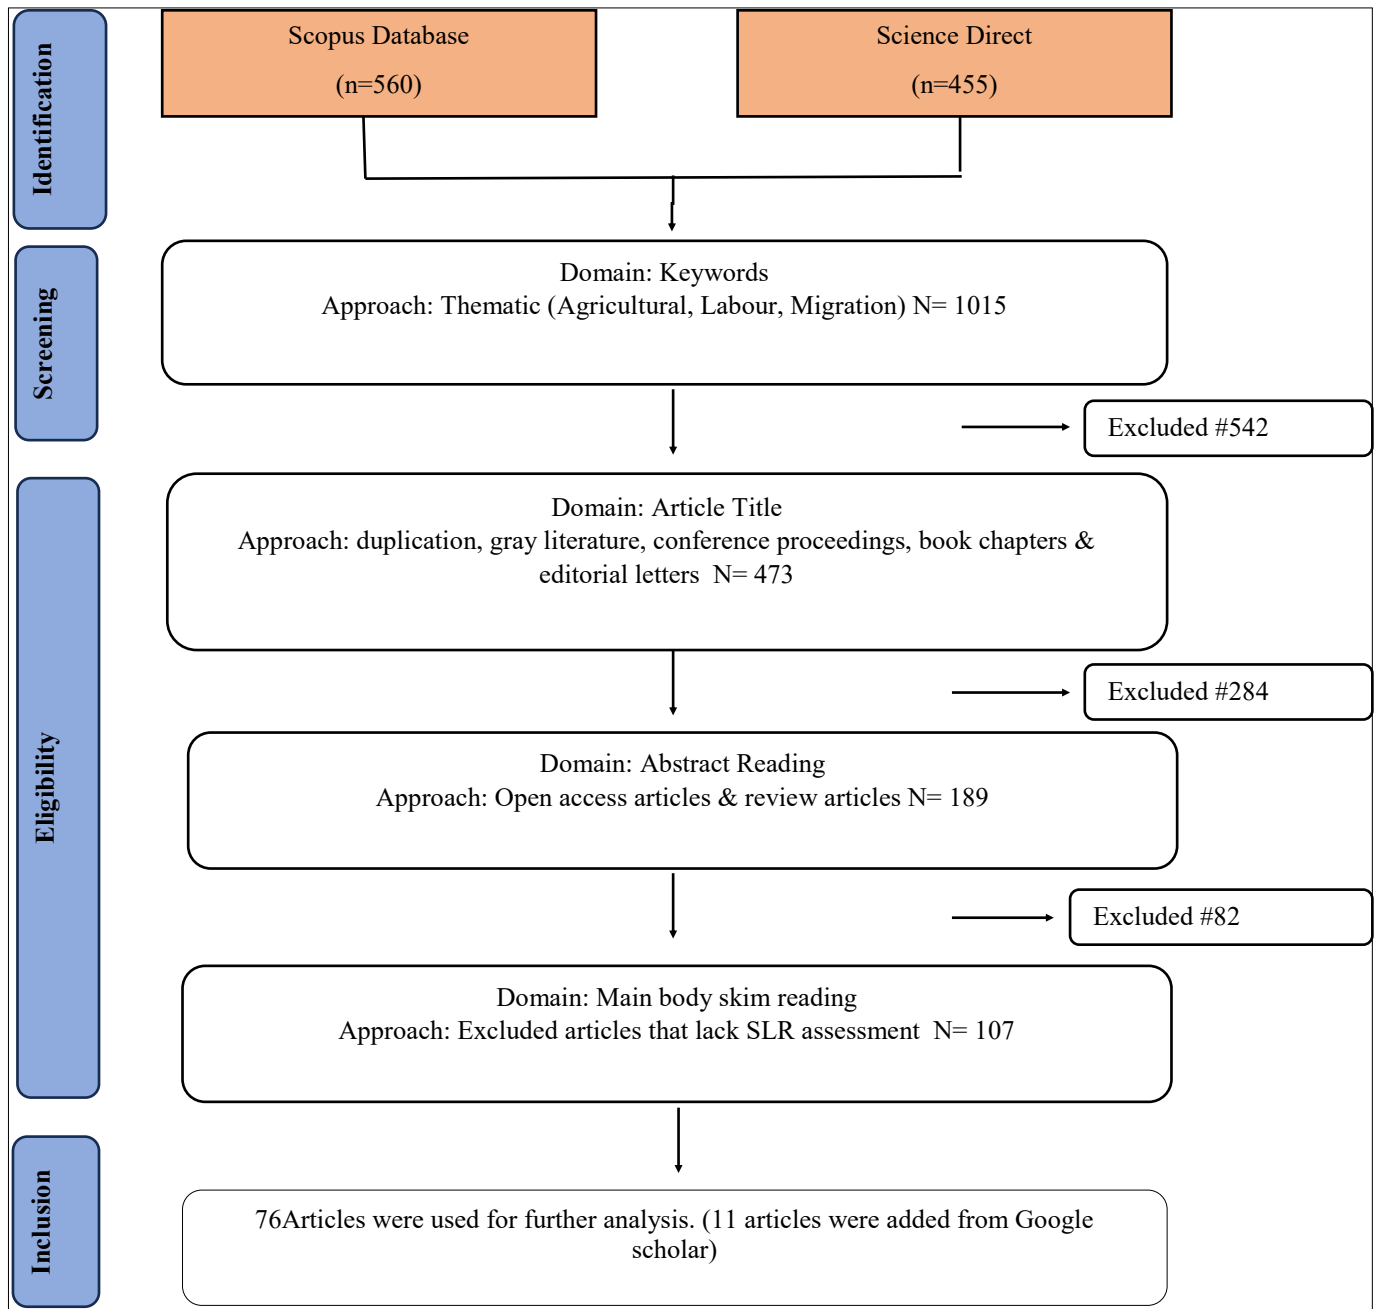 Identification
Scopus Database
(n=560)
Science Direct
(n=455)
Screening
Domain: Keywords
Approach: Thematic (Agricultural, Labour, Migration) N= 1015
Excluded #542
Eligibility
Domain: Article Title
Approach: duplication, gray literature, conference proceedings, book chapters &
editorial letters N= 473
Excluded #284
Domain: Abstract Reading
Approach: Open access articles & review articles N= 189
Excluded #82
Domain: Main body skim reading
Approach: Excluded articles that lack SLR assessment N= 107
Inclusion
76Articles were used for further analysis. (11 articles were added from Google
scholar)